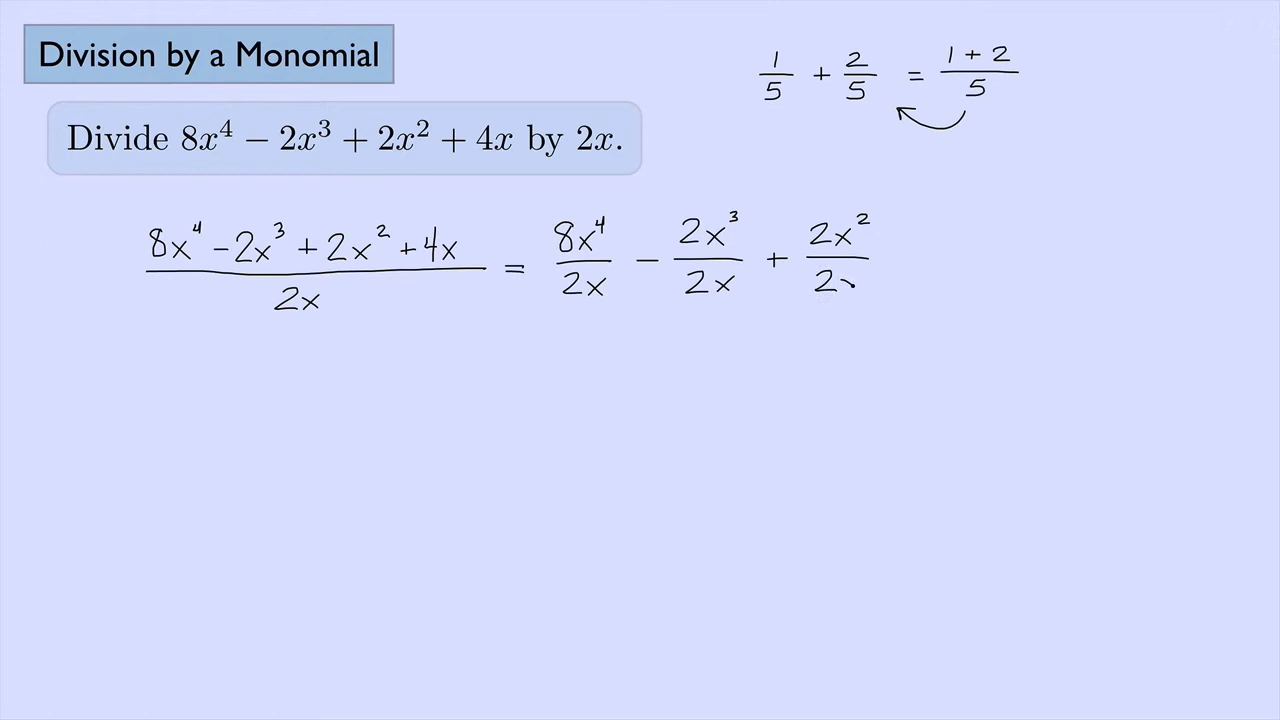 Division by a Monomial
1/5 + 2/5 = (1 + 2)/5
Divide 8x⁴ − 2x³ + 2x² + 4x by 2x.
(8x⁴ − 2x³ + 2x² + 4x)/2x = 8x⁴/2x − 2x³/2x + 2x²/2x